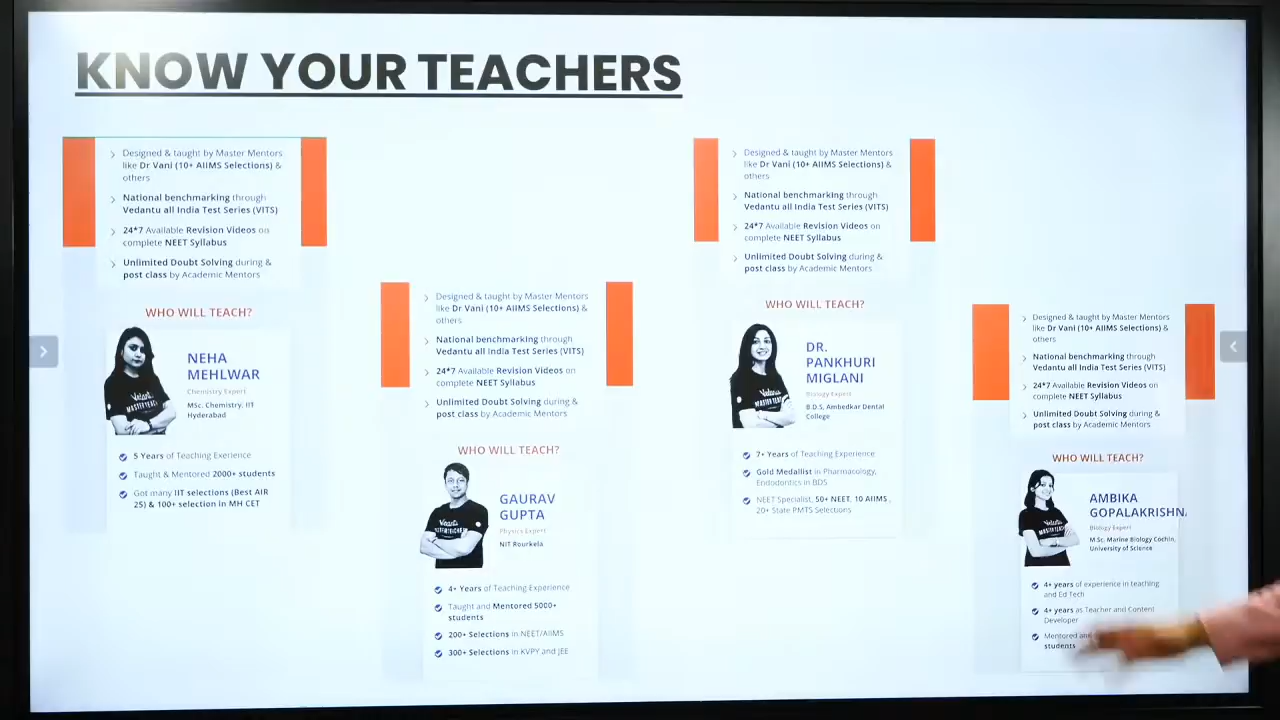 KNOW YOUR TEACHERS
Designed & taught by Master Mentors
like Dr Vani (10+ AIIMS Selections) &
others
National benchmarking through
Vedantu all India Test Series (VITS)
24*7 Available Revision Videos on
complete NEET Syllabus
Unlimited Doubt Solving during &
post class by Academic Mentors
WHO WILL TEACH?
NEHA
MEHLWAR
Chemistry Expert
MSc. Chemistry, IIT
Hyderabad
5 Years of Teaching Exerience
Taught & Mentored 2000+ students
Got many IIT selections (Best AIR
25) & 100+ selection in MH CET
Designed & taught by Master Mentors
like Dr Vani (10+ AIIMS Selections) &
others
National benchmarking through
Vedantu all India Test Series (VITS)
24*7 Available Revision Videos on
complete NEET Syllabus
Unlimited Doubt Solving during &
post class by Academic Mentors
WHO WILL TEACH?
GAURAV
GUPTA
Physics Expert
NIT Rourkela
4+ Years of Teaching Experience
Taught and Mentored 5000+
students
200+ Selections in NEET/AIIMS
300+ Selections in KVPY and JEE
Designed & taught by Master Mentors
like Dr Vani (10+ AIIMS Selections) &
others
National benchmarking through
Vedantu all India Test Series (VITS)
24*7 Available Revision Videos on
complete NEET Syllabus
Unlimited Doubt Solving during &
post class by Academic Mentors
WHO WILL TEACH?
DR.
PANKHURI
MIGLANI
Biology Expert
B.D.S, Ambedkar Dental
College
7+ Years of Teaching Experience
Gold Medallist in Pharmacology,
Endodontics in BDS
NEET Specialist, 50+ NEET, 10 AIIMS ,
20+ State PMTS Selections
Designed & taught by Master Mentors
like Dr Vani (10+ AIIMS Selections) &
others
National benchmarking through
Vedantu all India Test Series (VITS)
24*7 Available Revision Videos on
complete NEET Syllabus
Unlimited Doubt Solving during &
post class by Academic Mentors
WHO WILL TEACH?
AMBIKA
GOPALAKRISHN
Biology Expert
M.Sc. Marine Biology Cochin,
University of Science
4+ years of experience in teaching
and Ed Tech
4+ years as Teacher and Content
Developer
Mentored
students